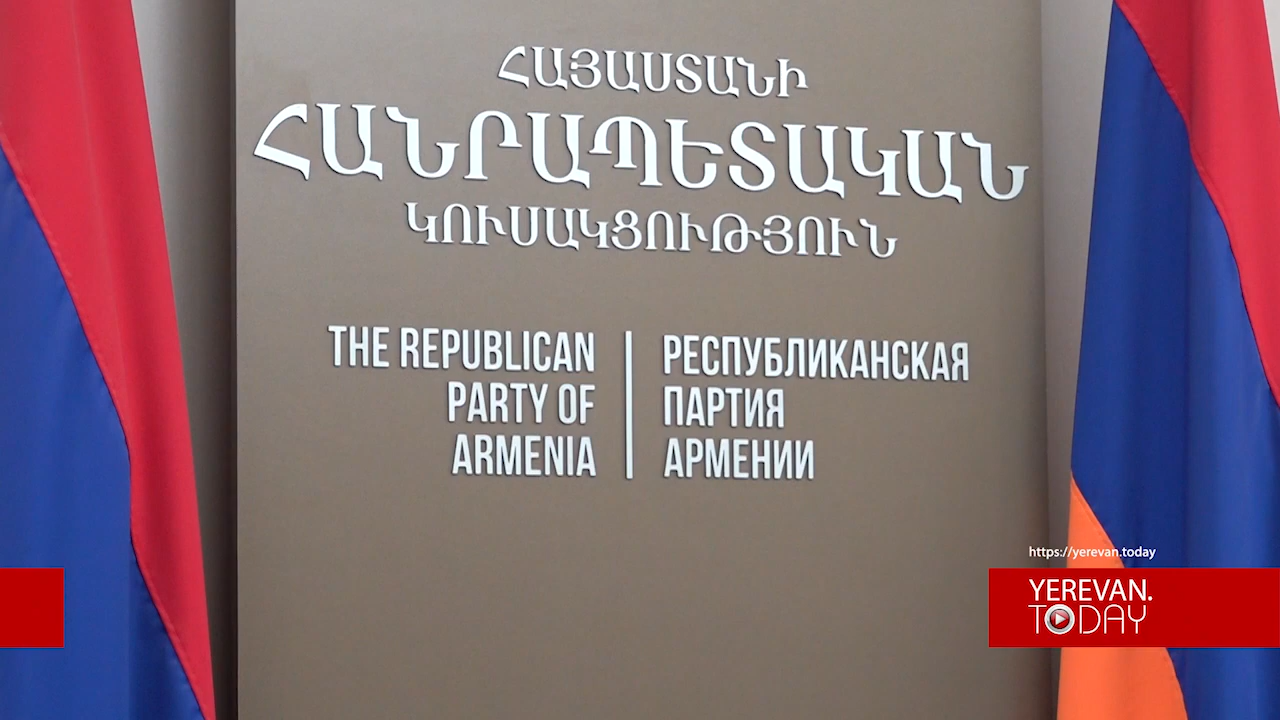 ՀԱՅԱՍՏԱՆԻ
ՀԱՆՐԱՊԵՏԱԿԱՆ
ԿՈՒՍԱԿՑՈՒԹՅՈՒՆ
THE REPUBLICAN
PARTY OF
ARMENIA
РЕСПУБЛИКАНСКАЯ
ПАРТИЯ
АРМЕНИИ
https://yerevan.today
YEREVAN.
TODAY